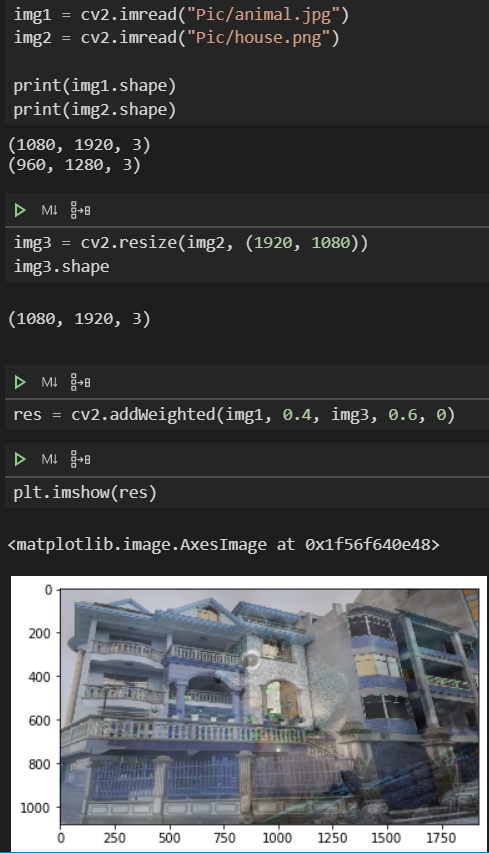 img1 = cv2.imread("Pic/animal.jpg")
img2 = cv2.imread("Pic/house.png")
print(img1.shape)
print(img2.shape)
(1080, 1920, 3)
(960, 1280, 3)
M↓
img3 = cv2.resize(img2, (1920, 1080))
img3.shape
(1080, 1920, 3)
M↓
res = cv2.addWeighted(img1, 0.4, img3, 0.6, 0)
M↓
plt.imshow(res)
<matplotlib.image.AxesImage at 0x1f56f640e48>
0
200
400
600
800
1000
0 250 500 750 1000 1250 1500 1750